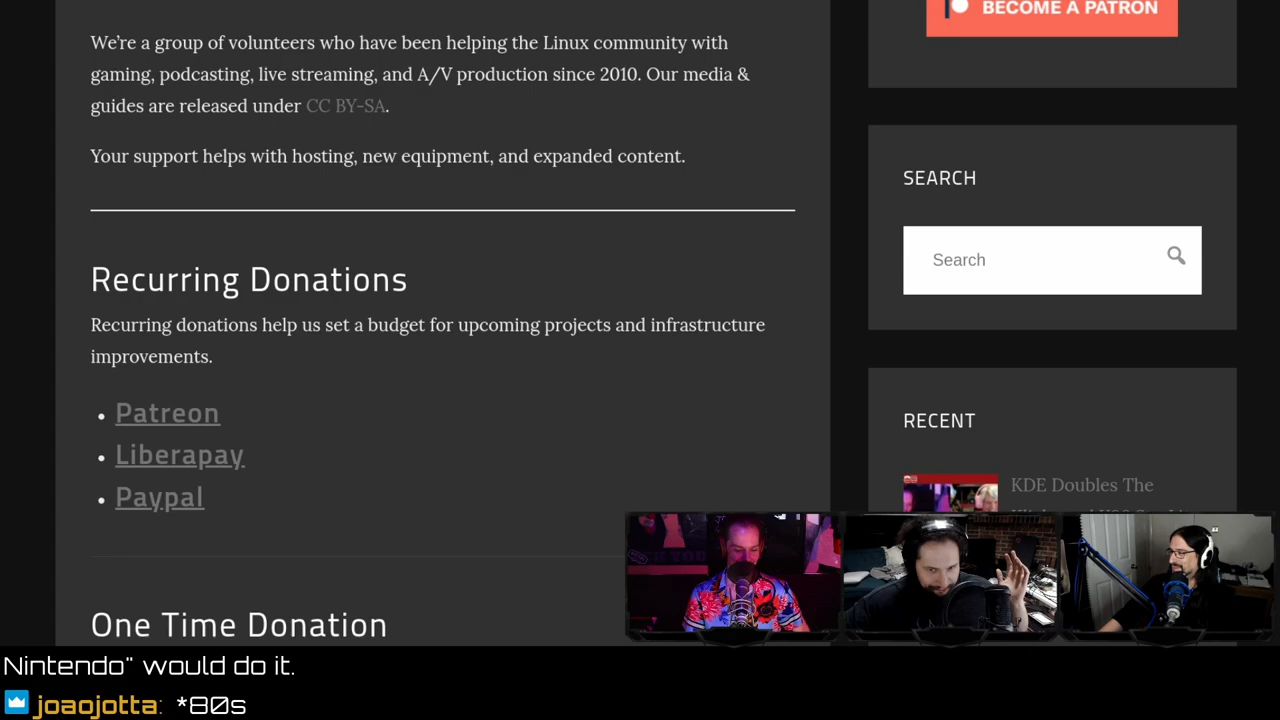 BECOME A PATRON
We're a group of volunteers who have been helping the Linux community with
gaming, podcasting, live streaming, and A/V production since 2010. Our media &
guides are released under CC BY-SA.
Your support helps with hosting, new equipment, and expanded content.
SEARCH
Search
Recurring Donations
Recurring donations help us set a budget for upcoming projects and infrastructure
improvements.
• Patreon
• Liberapay
• Paypal
RECENT
KDE Doubles The
One Time Donation
Nintendo" would do it.
joaojotta: *80s